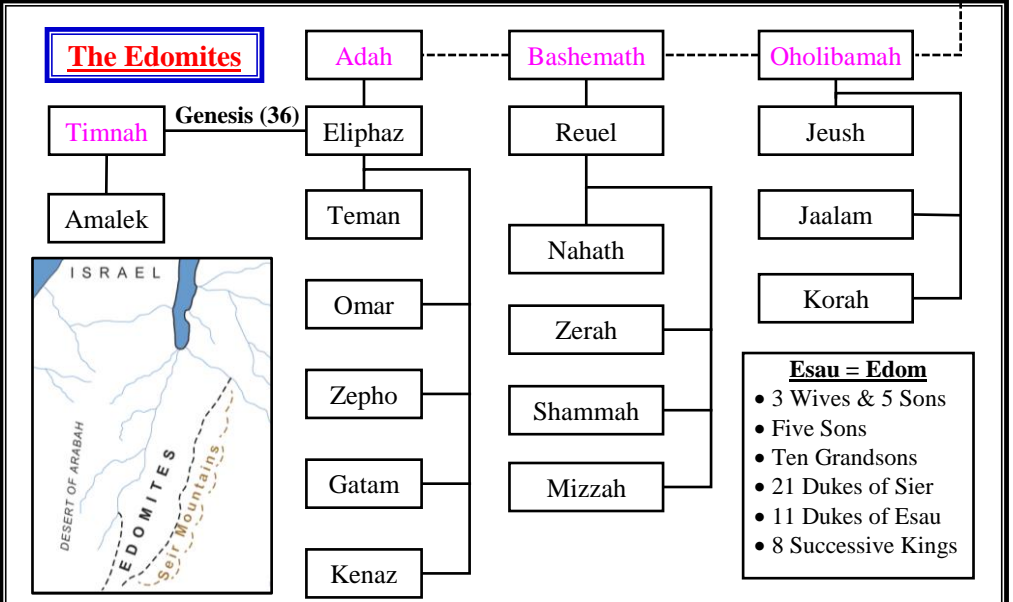 The Edomites
Adah
Bashemath
Oholibamah
Genesis (36)
Timnah
Eliphaz
Reuel
Jeush
Amalek
Teman
Nahath
Jaalam
Omar
Zerah
Korah
Zepho
Shammah
Gatam
Mizzah
Kenaz
ISRAEL
DESERT OF ARABAH
EDOMITES
Seir Mountains
Esau = Edom
• 3 Wives & 5 Sons
• Five Sons
• Ten Grandsons
• 21 Dukes of Sier
• 11 Dukes of Esau
• 8 Successive Kings